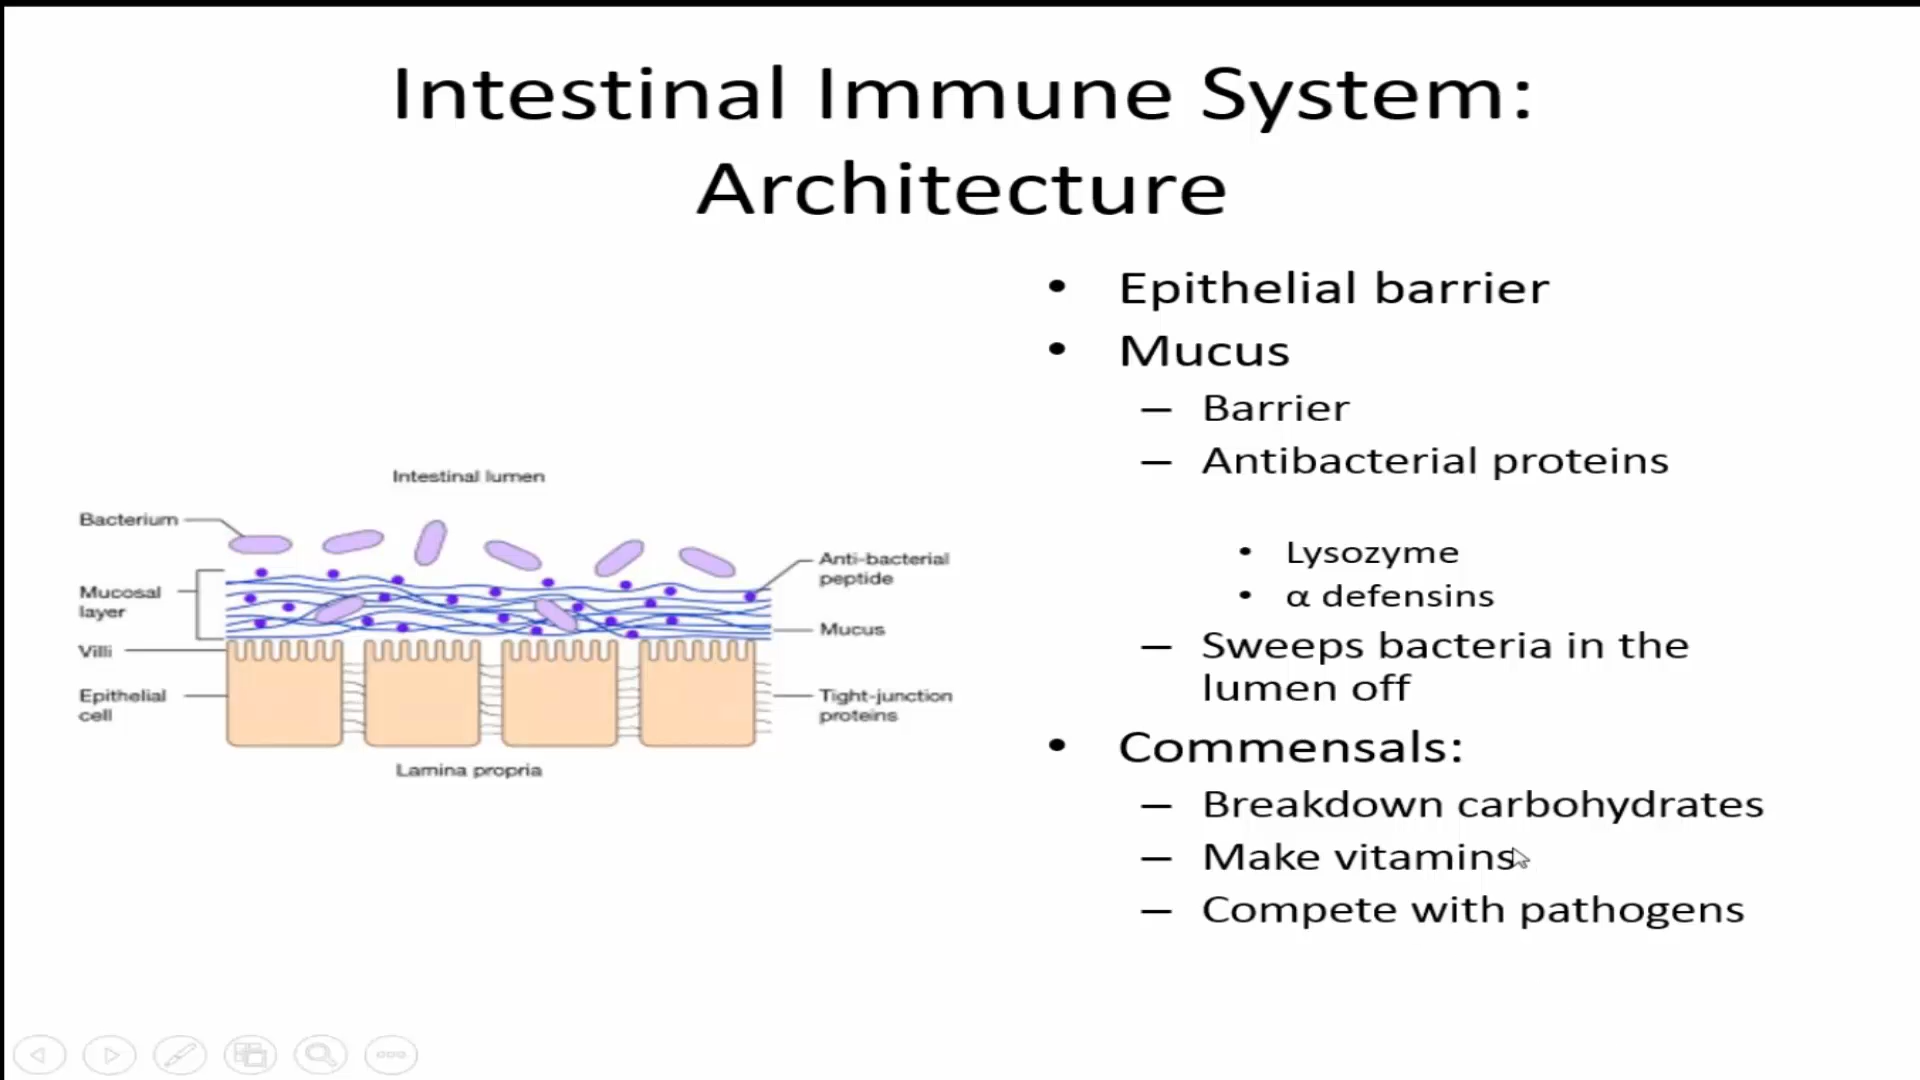 Intestinal Immune System:
Architecture
• Epithelial barrier
• Mucus
– Barrier
– Antibacterial proteins
• Lysozyme
• α defensins
– Sweeps bacteria in the
lumen off
• Commensals:
– Breakdown carbohydrates
– Make vitamins
– Compete with pathogens
Intestinal lumen
Bacterium
Mucosal
layer
Villi
Epithelial
cell
Anti-bacterial
peptide
Mucus
Tight-junction
proteins
Lamina propria